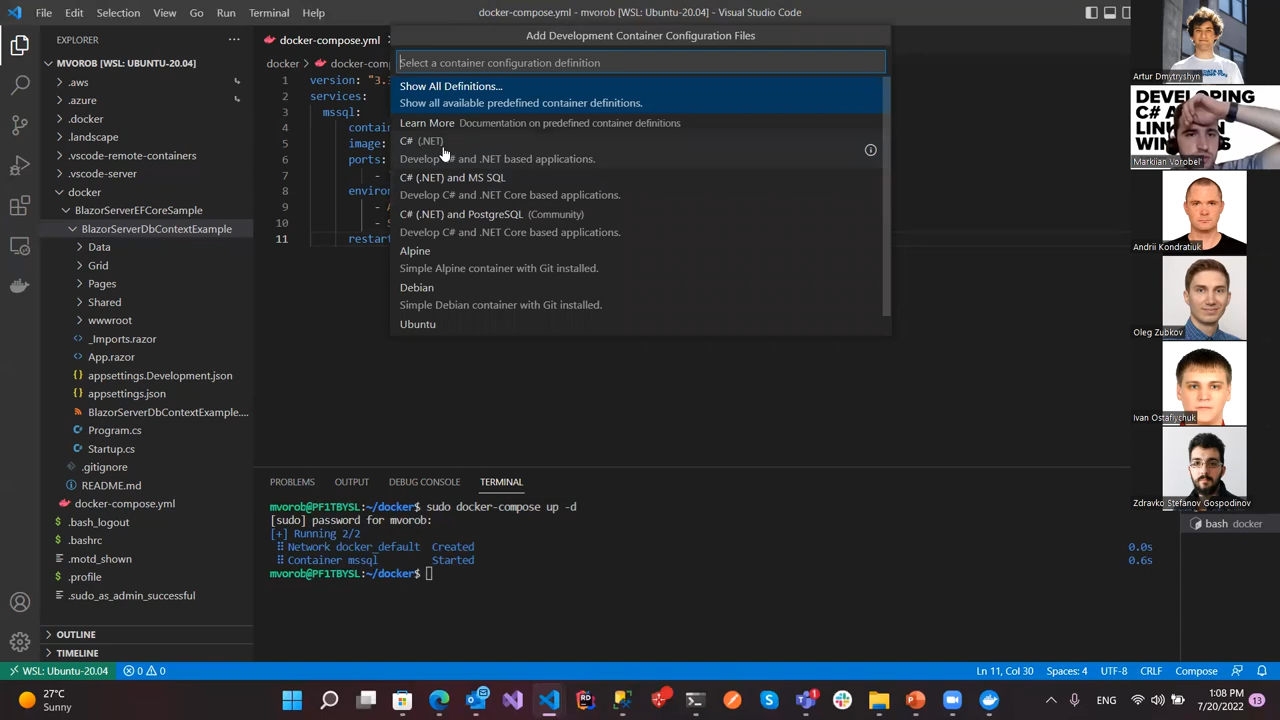 File Edit Selection View Go Run Terminal Help
docker-compose.yml - mvorob [WSL: Ubuntu-20.04] - Visual Studio Code
EXPLORER
MVOROB [WSL: UBUNTU-20.04]
.aws
.azure
.docker
.landscape
.vscode-remote-containers
.vscode-server
docker
BlazorServerEFCoreSample
BlazorServerDbContextExample
Data
Grid
Pages
Shared
wwwroot
_Imports.razor
App.razor
appsettings.Development.json
appsettings.json
BlazorServerDbContextExample....
Program.cs
Startup.cs
.gitignore
README.md
docker-compose.yml
.bash_logout
.bashrc
.motd_shown
.profile
.sudo_as_admin_successful
OUTLINE
TIMELINE
docker-compose.yml
docker
1 version: "3.
2 services:
3 mssql:
4
5 image:
6 ports:
7 -
8
9 -
10 -
11
Add Development Container Configuration Files
Select a container configuration definition
Show All Definitions...
Show all available predefined container definitions.
Learn More documentation on predefined container definitions
C# (.NET)
Develop C# and .NET based applications.
C# (.NET) and MS SQL
Develop C# and .NET Core based applications.
C# (.NET) and PostgreSQL (Community)
Develop C# and .NET Core based applications.
Alpine
Simple Alpine container with Git installed.
Debian
Simple Debian container with Git installed.
Ubuntu
PROBLEMS OUTPUT DEBUG CONSOLE TERMINAL
mvorob@PF1TBYSL:~/docker$ sudo docker-compose up -d
[sudo] password for mvorob:
[+] Running 2/2
⠿ Network docker_default Created 0.0s
⠿ Container mssql Started 0.6s
mvorob@PF1TBYSL:~/docker$
bash docker
Artur Dmytryshyn
DEVELOPING
C# A
WIN
Markiian Vorobel'
Andrii Kondratiuk
Oleg Zubkov
Ivan Ostafiychuk
Zdravko Stefanov Gospodinov
WSL: Ubuntu-20.04 0 0
Ln 11, Col 30 Spaces: 4 UTF-8 CRLF Compose
27°C
Sunny
ENG
1:08 PM
7/20/2022
13